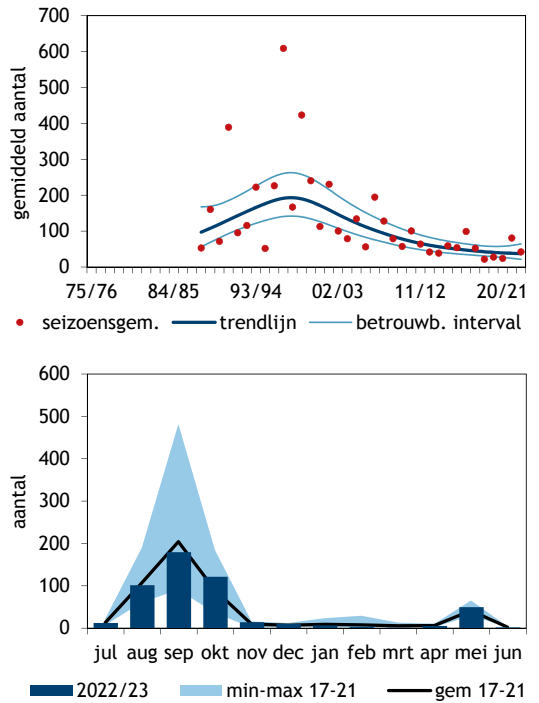 700
600
500
400
300
200
100
0
gemiddeld aantal
75/76 84/85 93/94 02/03 11/12 20/21
seizoensgem. trendlijn betrouwb. interval
600
500
400
300
200
100
0
aantal
jul aug sep okt nov dec jan feb mrt apr mei jun
2022/23 min-max 17-21 gem 17-21